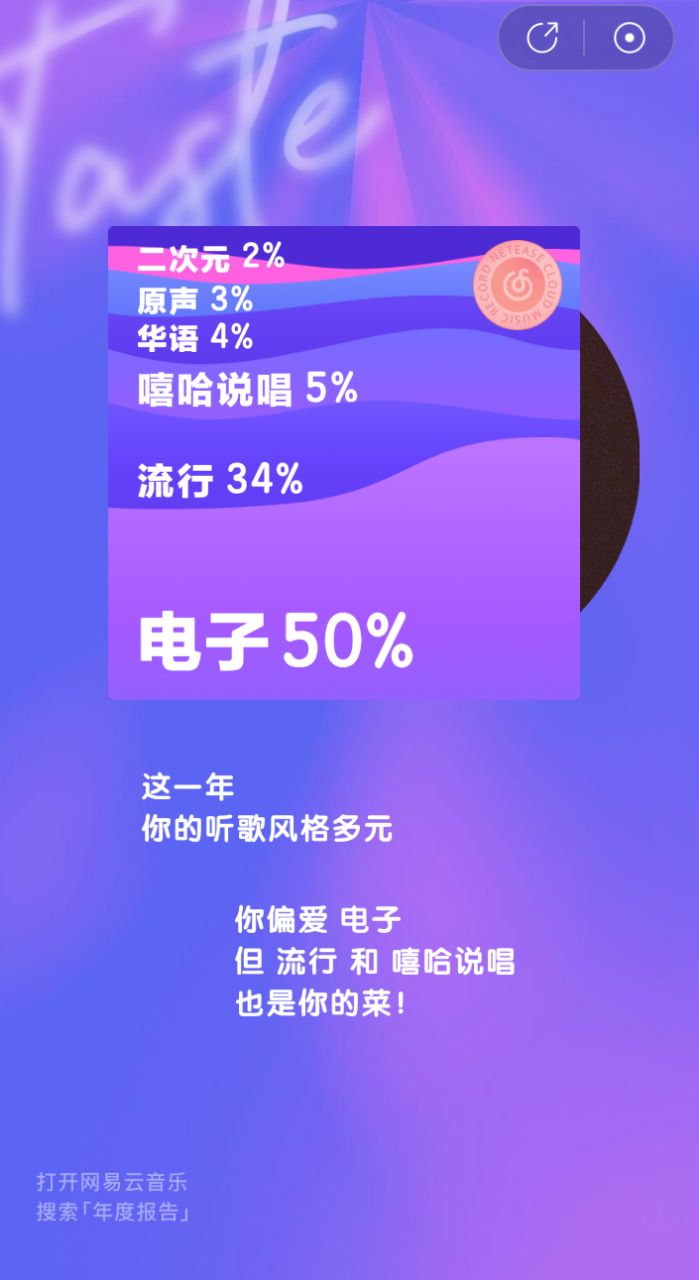 Taste
NETEASE CLOUD MUSIC RECORD
二次元 2%
原声 3%
华语 4%
嘻哈说唱 5%
流行 34%
电子 50%
这一年
你的听歌风格多元
你偏爱 电子
但 流行 和 嘻哈说唱
也是你的菜！
打开网易云音乐
搜索「年度报告」